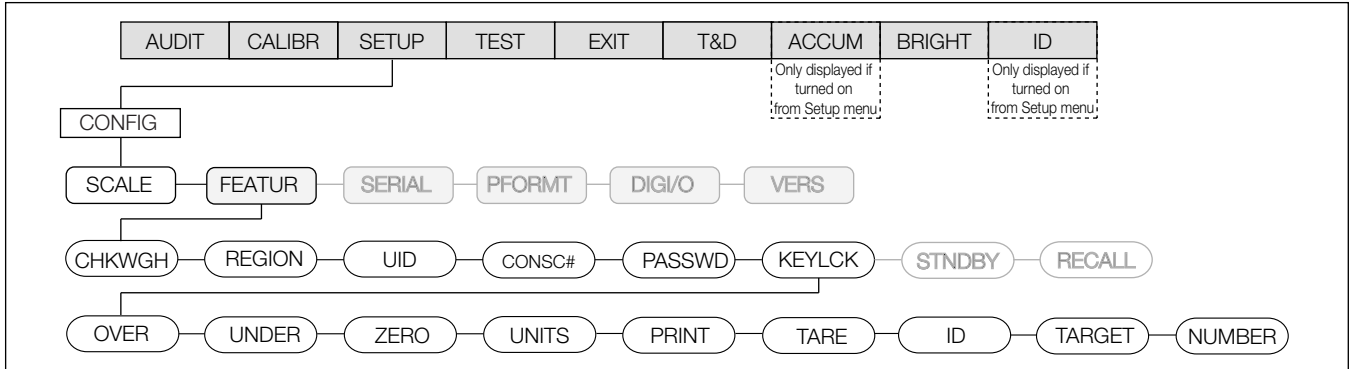 AUDIT CALIBR SETUP TEST EXIT T&D ACCUM BRIGHT ID
Only displayed if Only displayed if
turned on turned on
from Setup menu from Setup menu
CONFIG
SCALE FEATUR SERIAL PFORMT DIGI/O VERS
CHKWGH REGION UID CONSC# PASSWD KEYLCK STNDBY RECALL
OVER UNDER ZERO UNITS PRINT TARE ID TARGET NUMBER